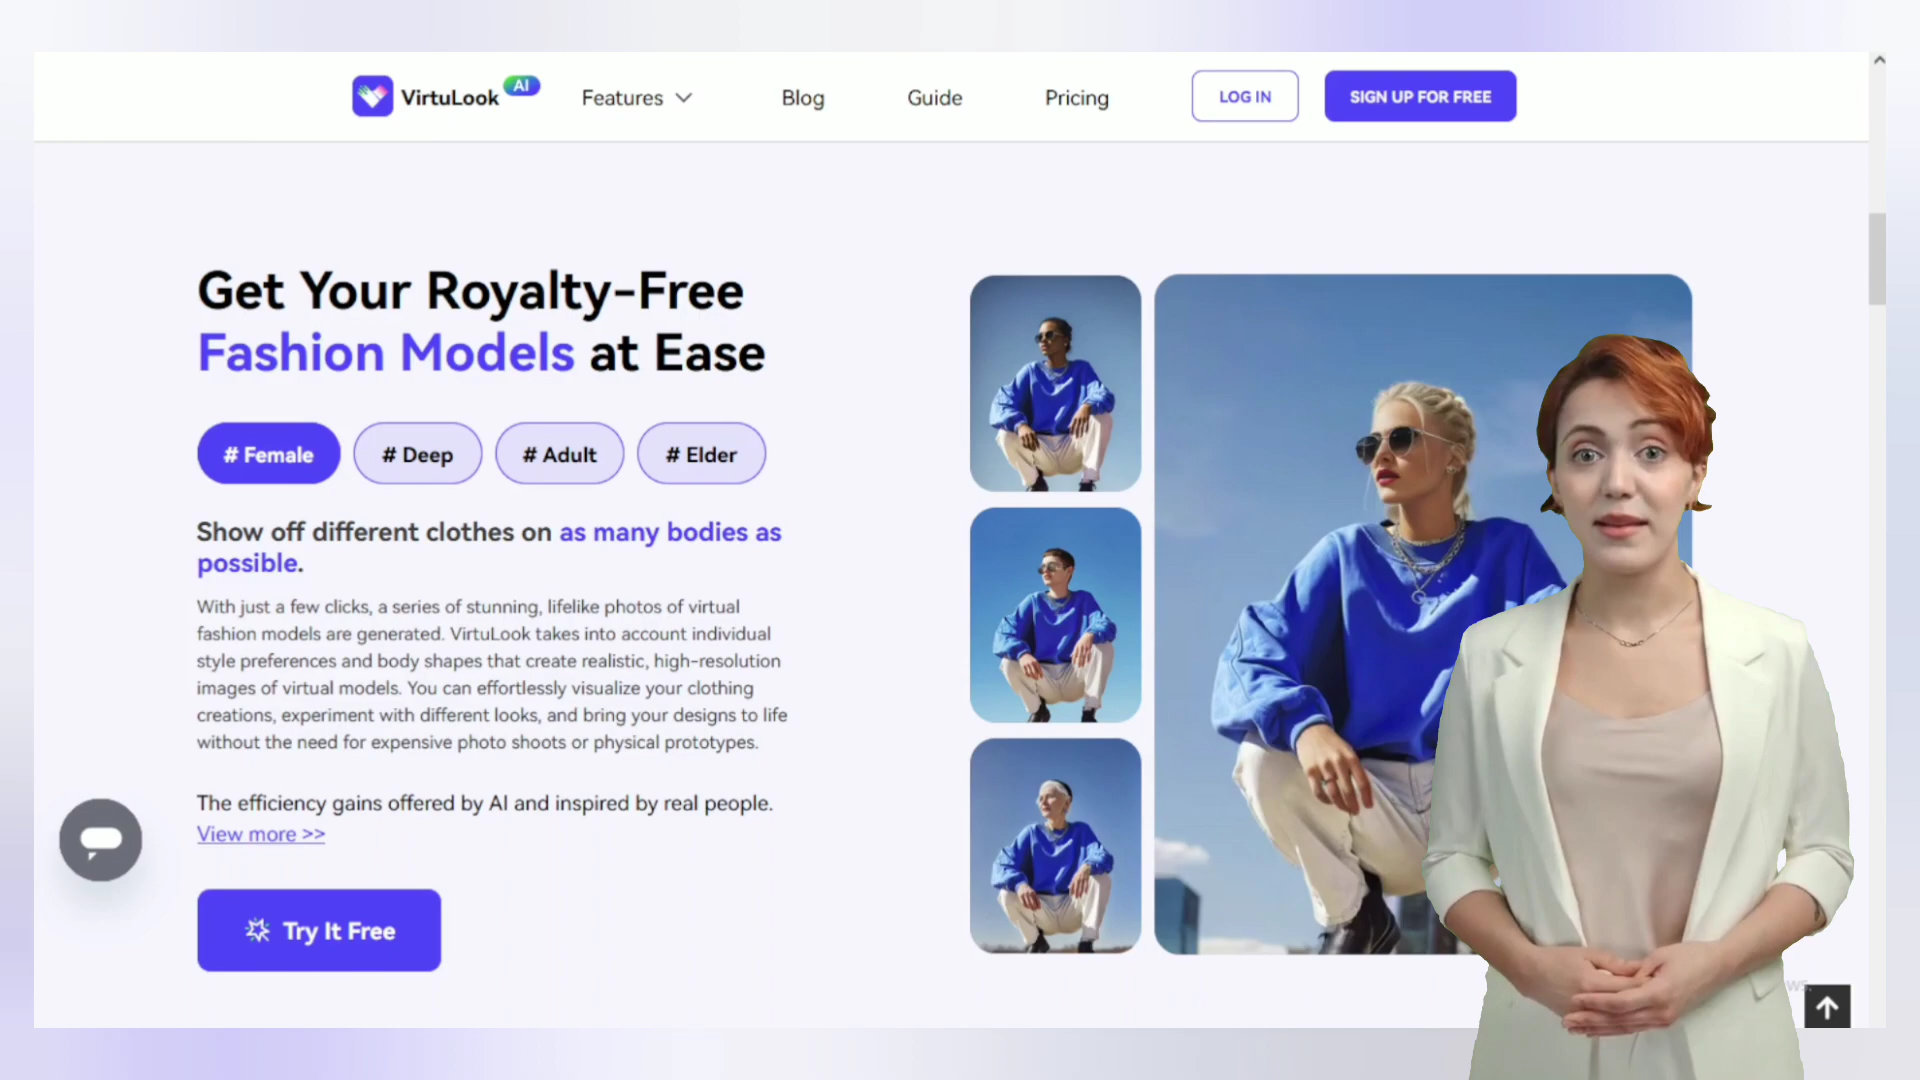 VirtuLook AI
Features
Blog
Guide
Pricing
LOG IN
SIGN UP FOR FREE
Get Your Royalty-Free
Fashion Models at Ease
# Female
# Deep
# Adult
# Elder
Show off different clothes on as many bodies as
possible.
With just a few clicks, a series of stunning, lifelike photos of virtual
fashion models are generated. VirtuLook takes into account individual
style preferences and body shapes that create realistic, high-resolution
images of virtual models. You can effortlessly visualize your clothing
creations, experiment with different looks, and bring your designs to life
without the need for expensive photo shoots or physical prototypes.
The efficiency gains offered by AI and inspired by real people.
View more >>
Try It Free